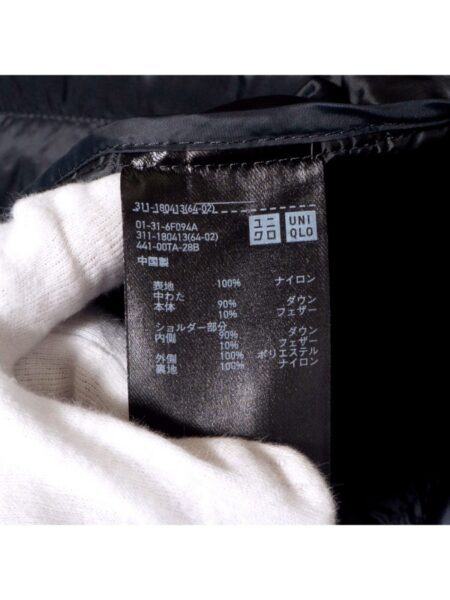 311-180413(64-02)
01-31-6F094A
311-180413(64-02)
441-00TA-28B
中国製
ユニ
クロ
UNI
QLO
表地 100% ナイロン
中わた
本体 90% ダウン
10% フェザー
ショルダー部分
内側 90% ダウン
10% フェザー
外側 100% ポリエステル
裏地 100% ナイロン